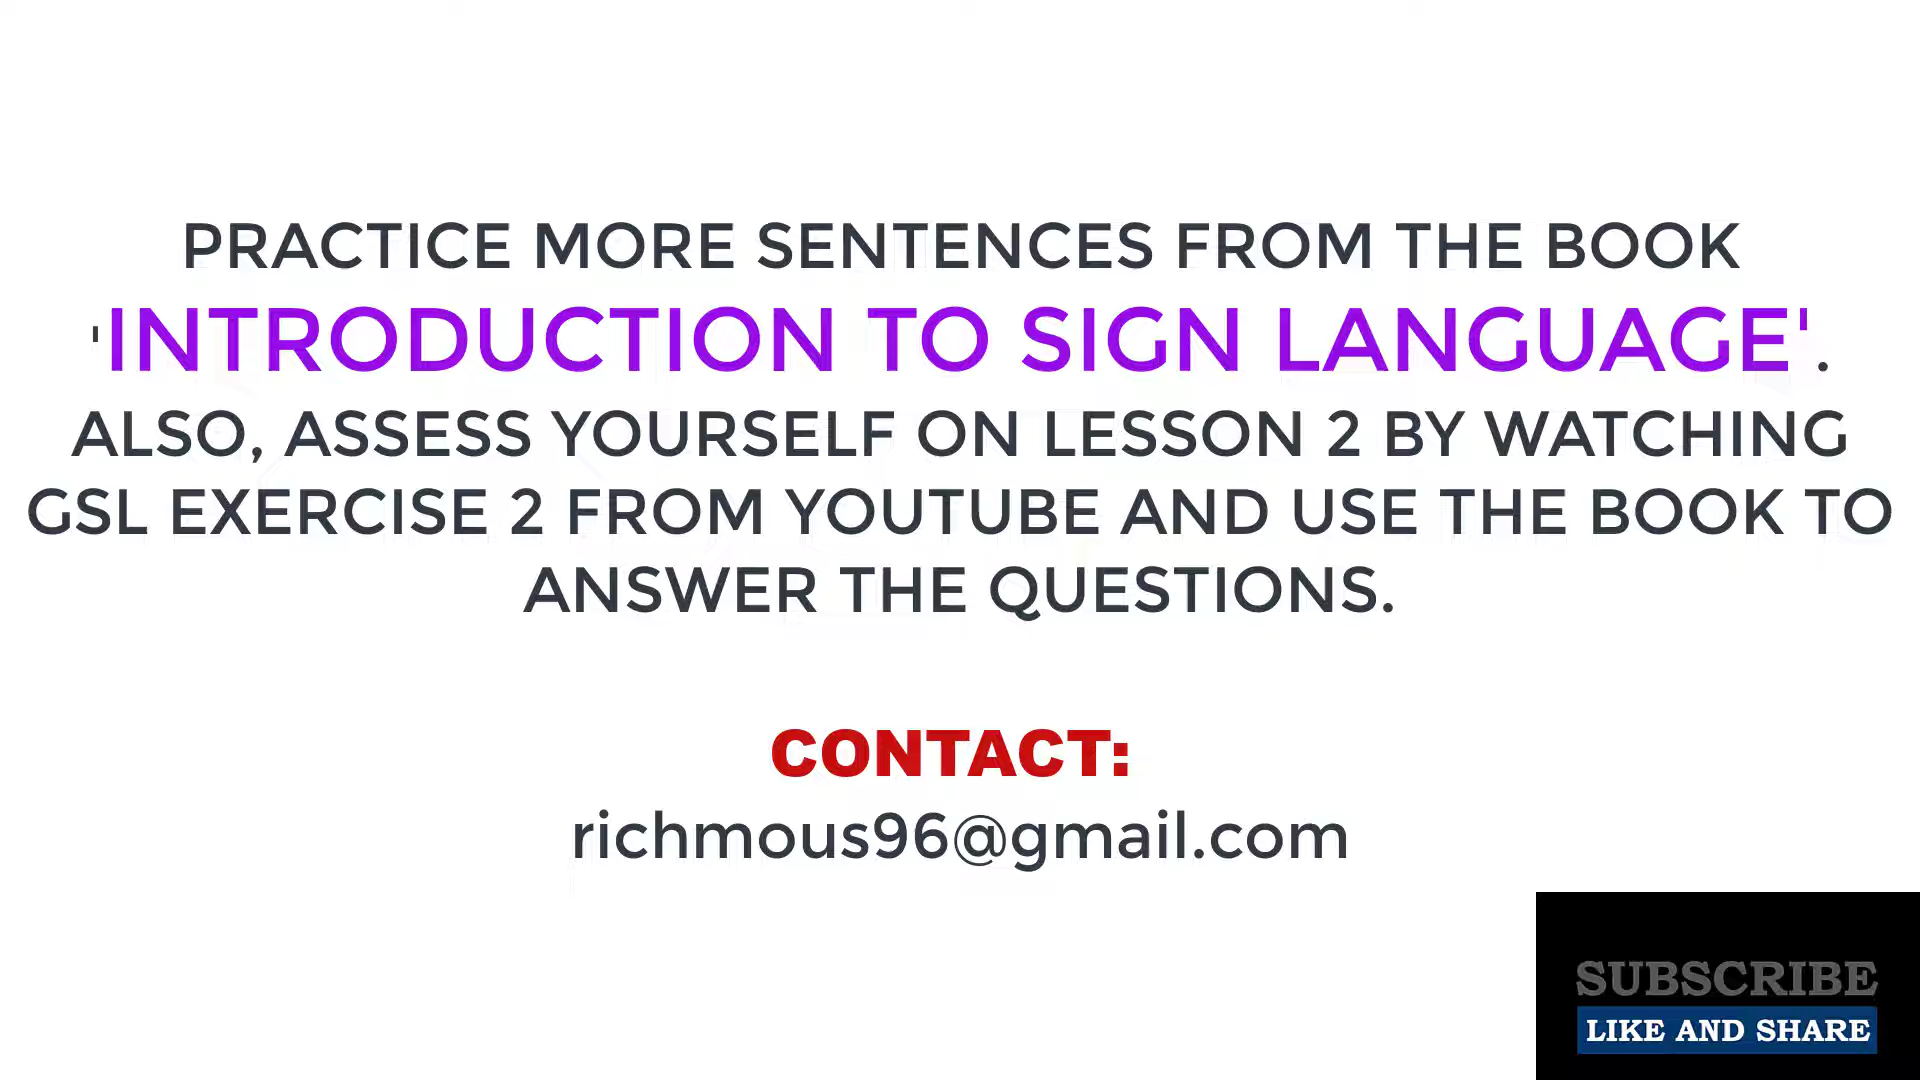 PRACTICE MORE SENTENCES FROM THE BOOK
'INTRODUCTION TO SIGN LANGUAGE'.
ALSO, ASSESS YOURSELF ON LESSON 2 BY WATCHING
GSL EXERCISE 2 FROM YOUTUBE AND USE THE BOOK TO
ANSWER THE QUESTIONS.
CONTACT:
richmous96@gmail.com
SUBSCRIBE
LIKE AND SHARE